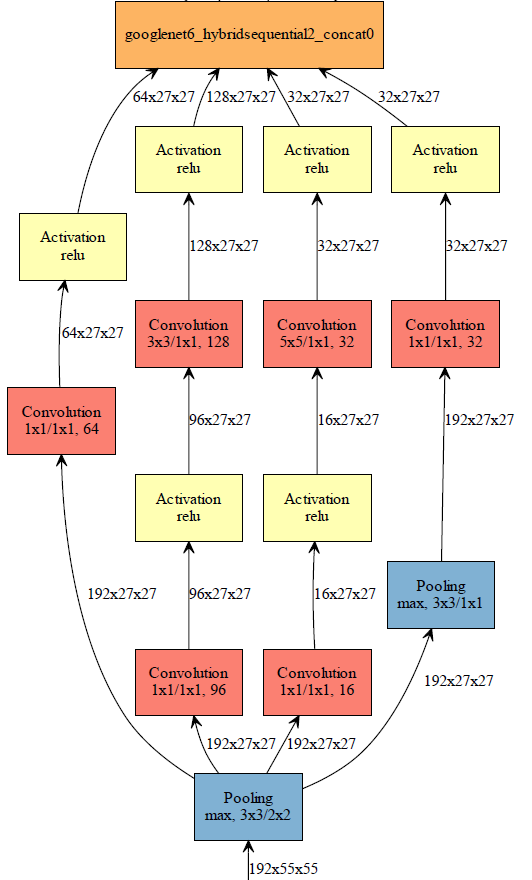 googlenet6_hybridsequential2_concat0
64x27x27
128x27x27
32x27x27
32x27x27
Activation
relu
Activation
relu
Activation
relu
Activation
relu
128x27x27
32x27x27
32x27x27
Convolution
3x3/1x1, 128
Convolution
5x5/1x1, 32
Convolution
1x1/1x1, 32
64x27x27
Convolution
1x1/1x1, 64
96x27x27
16x27x27
192x27x27
Activation
relu
Activation
relu
Pooling
max, 3x3/1x1
192x27x27
96x27x27
16x27x27
Convolution
1x1/1x1, 96
Convolution
1x1/1x1, 16
192x27x27
192x27x27
192x27x27
Pooling
max, 3x3/2x2
192x55x55